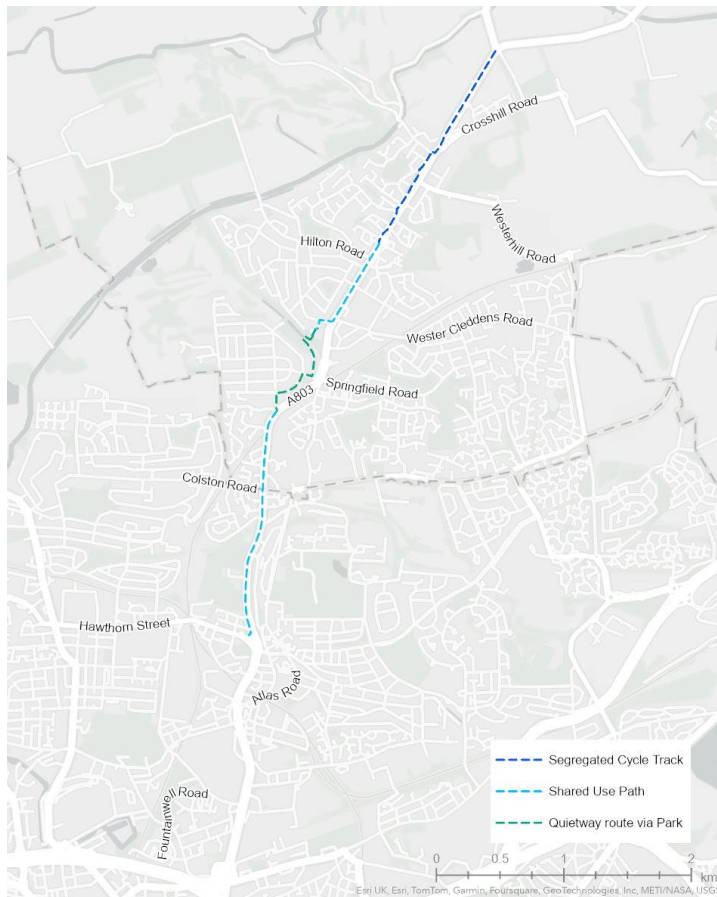 Crosshill Road
Westerhill Road
Hilton Road
Wester Cleddens Road
Springfield Road
A803
Colston Road
Hawthorn Street
Atlas Road
Fountainwell Road
Segregated Cycle Track
Shared Use Path
Quietway route via Park
0 0.5 1 2
km
Esri UK, Esri, TomTom, Garmin, Foursquare, GeoTechnologies, Inc, METI/NASA, USGS